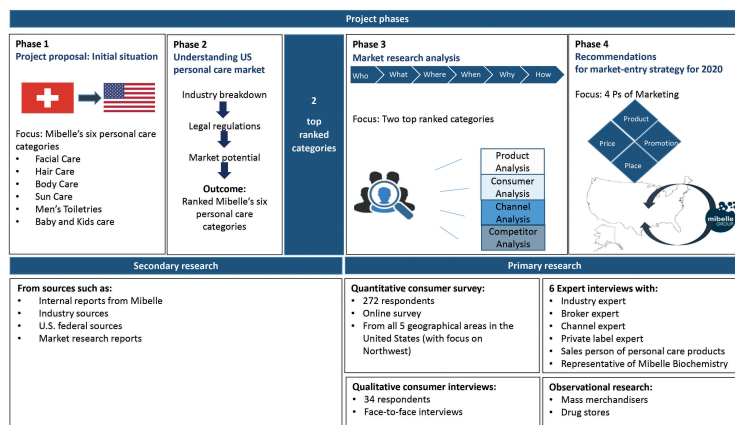 Project phases
Phase 1
Project proposal: Initial situation
Focus: Mibelle's six personal care
categories
• Facial Care
• Hair Care
• Body Care
• Sun Care
• Men's Toiletries
• Baby and Kids care
Phase 2
Understanding US
personal care market
Industry breakdown
Legal regulations
Market potential
Outcome:
Ranked Mibelle's six
personal care
categories
2
top
ranked
categories
Phase 3
Market research analysis
Who What Where When Why How
Focus: Two top ranked categories
Product
Analysis
Consumer
Analysis
Channel
Analysis
Competitor
Analysis
Phase 4
Recommendations
for market-entry strategy for 2020
Focus: 4 Ps of Marketing
Product
Price
Promotion
Place
mibelle
GROUP
Secondary research
Primary research
From sources such as:
• Internal reports from Mibelle
• Industry sources
• U.S. federal sources
• Market research reports
Quantitative consumer survey:
• 272 respondents
• Online survey
• From all 5 geographical areas in the
United States (with focus on
Northwest)
6 Expert interviews with:
• Industry expert
• Broker expert
• Channel expert
• Private label expert
• Sales person of personal care products
• Representative of Mibelle Biochemistry
Qualitative consumer interviews:
• 34 respondents
• Face-to-face interviews
Observational research:
• Mass merchandisers
• Drug stores